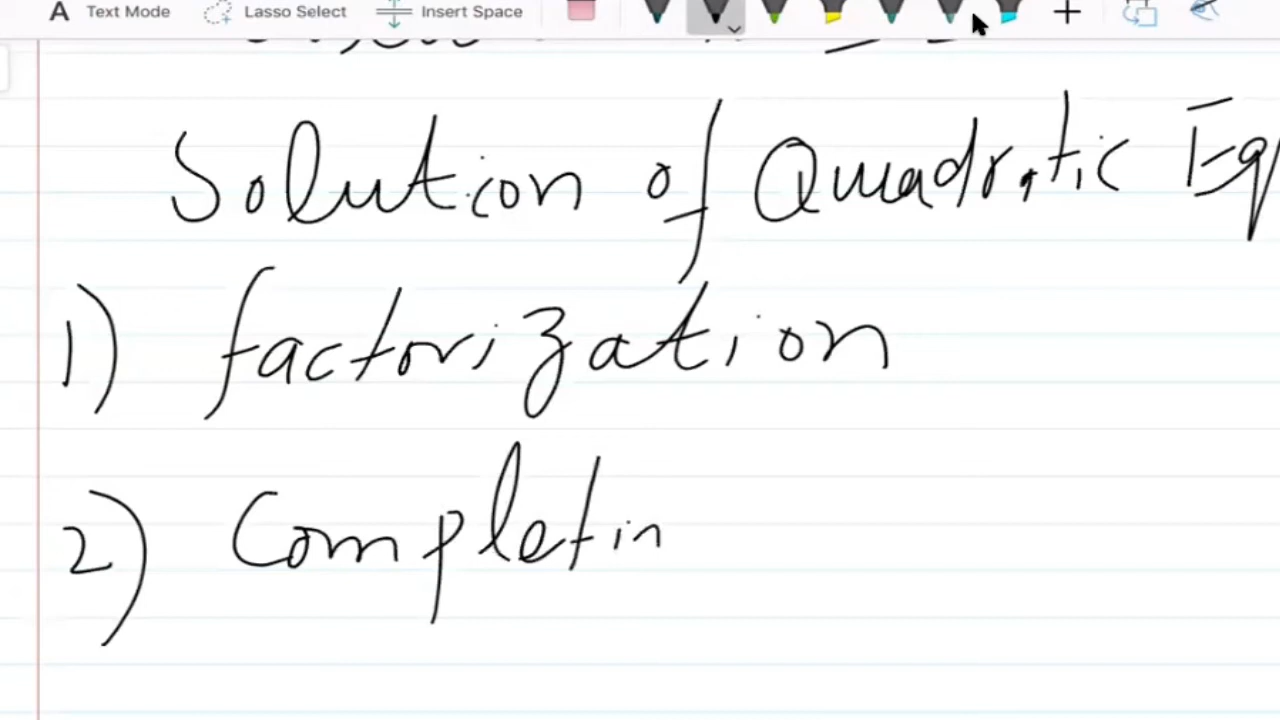 Text Mode Lasso Select Insert Space
Solution of Quadratic Eq
1) factorization
2) Completin